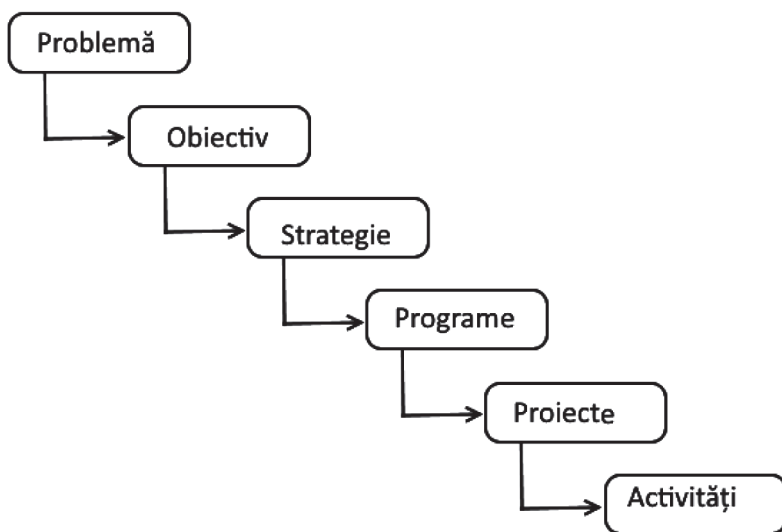 Problemă
Obiectiv
Strategie
Programe
Proiecte
Activități